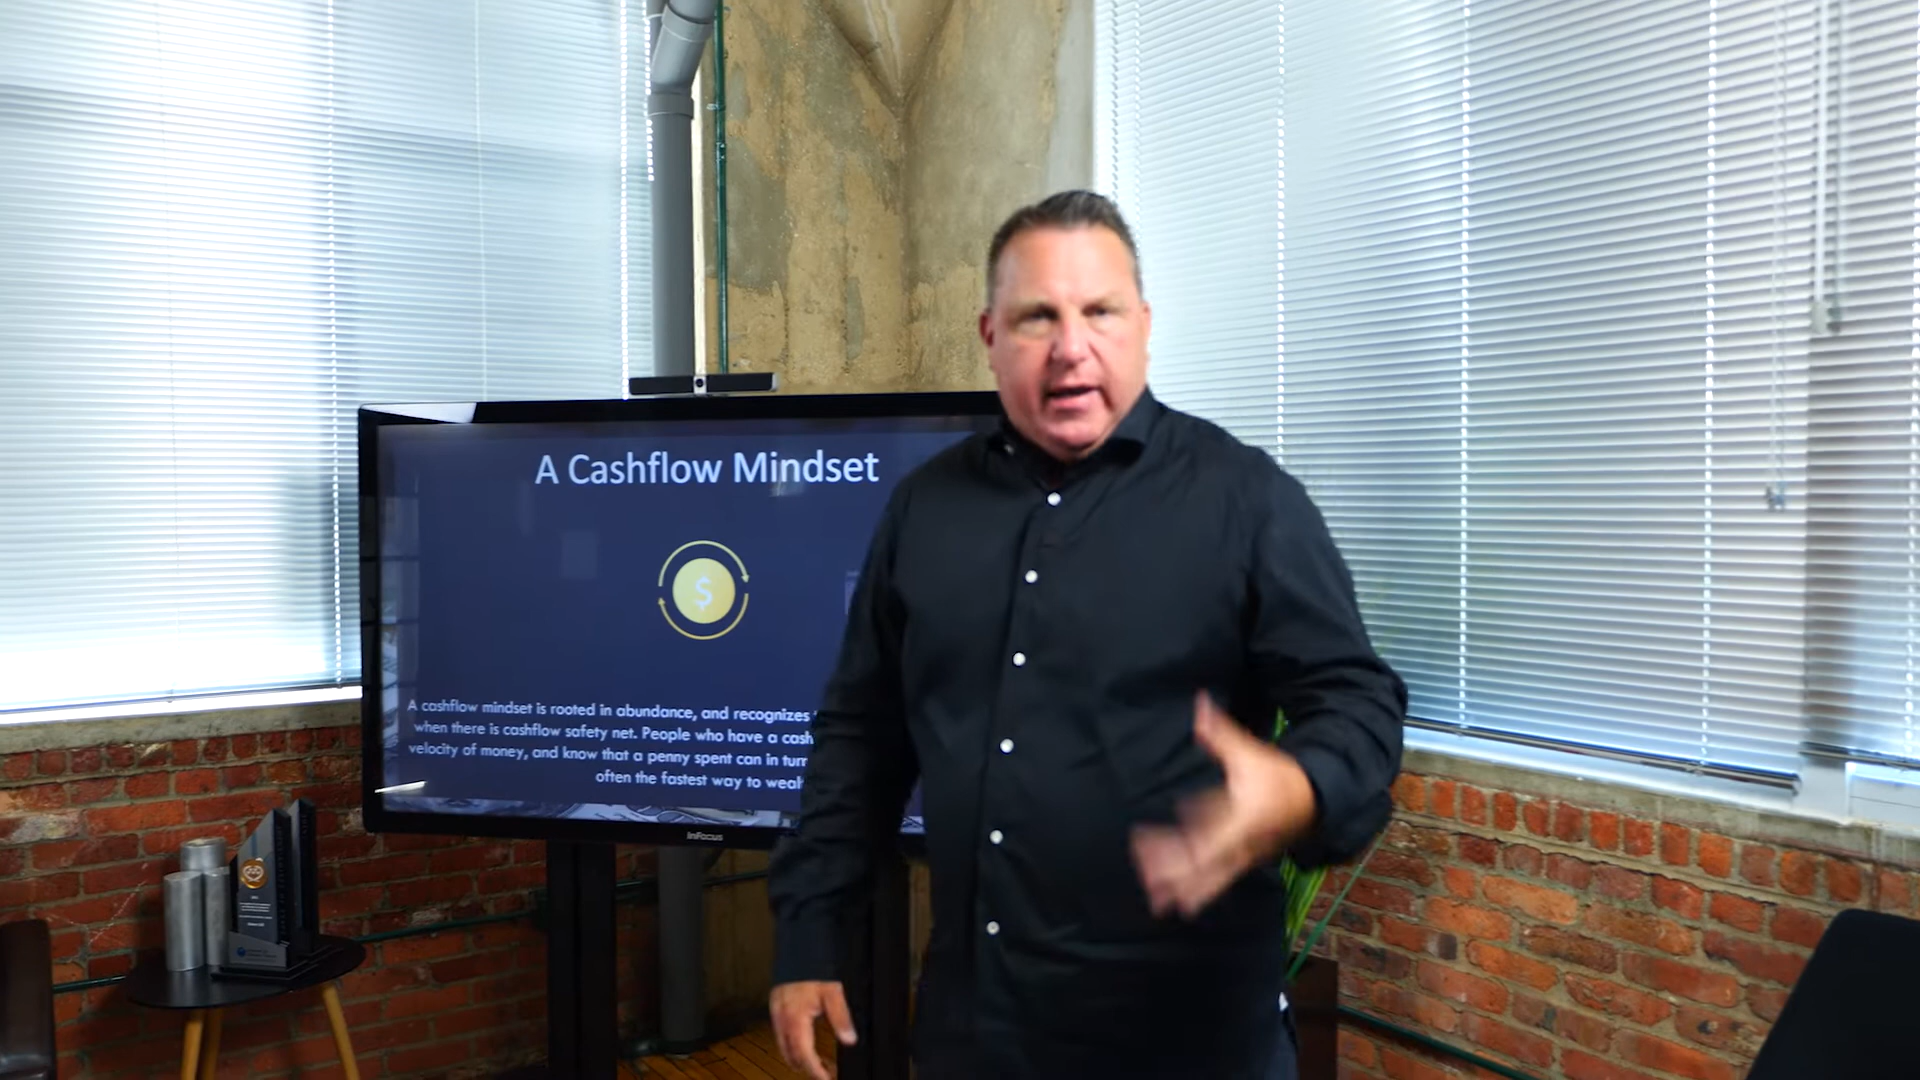 A Cashflow Mindset
$
A cashflow mindset is rooted in abundance, and recognizes
when there is cashflow safety net. People who have a cash
velocity of money, and know that a penny spent can in turn
often the fastest way to wealt
InFocus